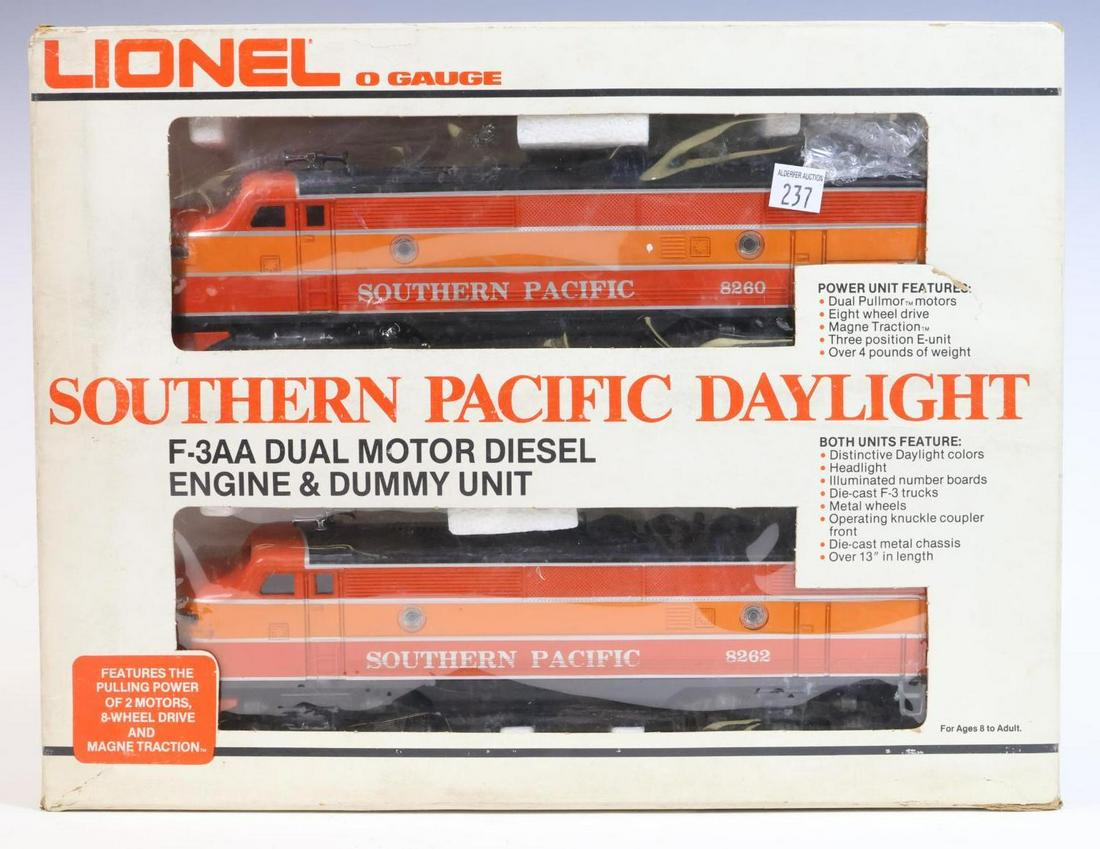 LIONEL O GAUGE
ALDERFER AUCTION
237
SOUTHERN PACIFIC 8260
POWER UNIT FEATURES:
• Dual Pullmor™ motors
• Eight wheel drive
• Magne Traction™
• Three position E-unit
• Over 4 pounds of weight
SOUTHERN PACIFIC DAYLIGHT
F-3AA DUAL MOTOR DIESEL
ENGINE & DUMMY UNIT
BOTH UNITS FEATURE:
• Distinctive Daylight colors
• Headlight
• Illuminated number boards
• Die-cast F-3 trucks
• Metal wheels
• Operating knuckle coupler
front
• Die-cast metal chassis
• Over 13" in length
SOUTHERN PACIFIC 8262
FEATURES THE
PULLING POWER
OF 2 MOTORS,
8-WHEEL DRIVE
AND
MAGNE TRACTION™
For Ages 8 to Adult.